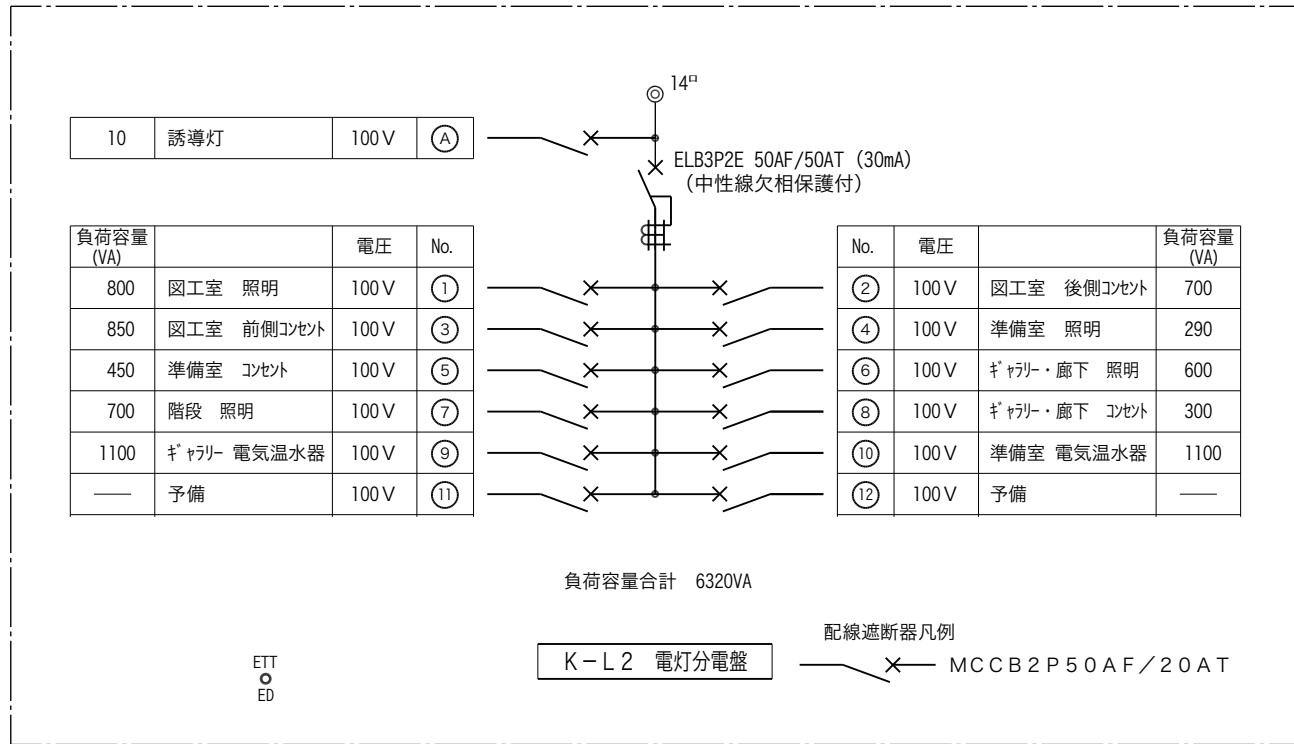 14□
10 誘導灯 100V A
ELB3P2E 50AF/50AT (30mA)
(中性線欠相保護付)
負荷容量(VA) 電圧 No.
800 図工室 照明 100V 1
850 図工室 前側コンセント 100V 3
450 準備室 コンセント 100V 5
700 階段 照明 100V 7
1100 ギャラリー 電気温水器 100V 9
—— 予備 100V 11
No. 電圧 負荷容量(VA)
2 100V 図工室 後側コンセント 700
4 100V 準備室 照明 290
6 100V ギャラリー・廊下 照明 600
8 100V ギャラリー・廊下 コンセント 300
10 100V 準備室 電気温水器 1100
12 100V 予備 ——
負荷容量合計 6320VA
配線遮断器凡例
K-L2 電灯分電盤
MCCB2P50AF/20AT
ETT
ED